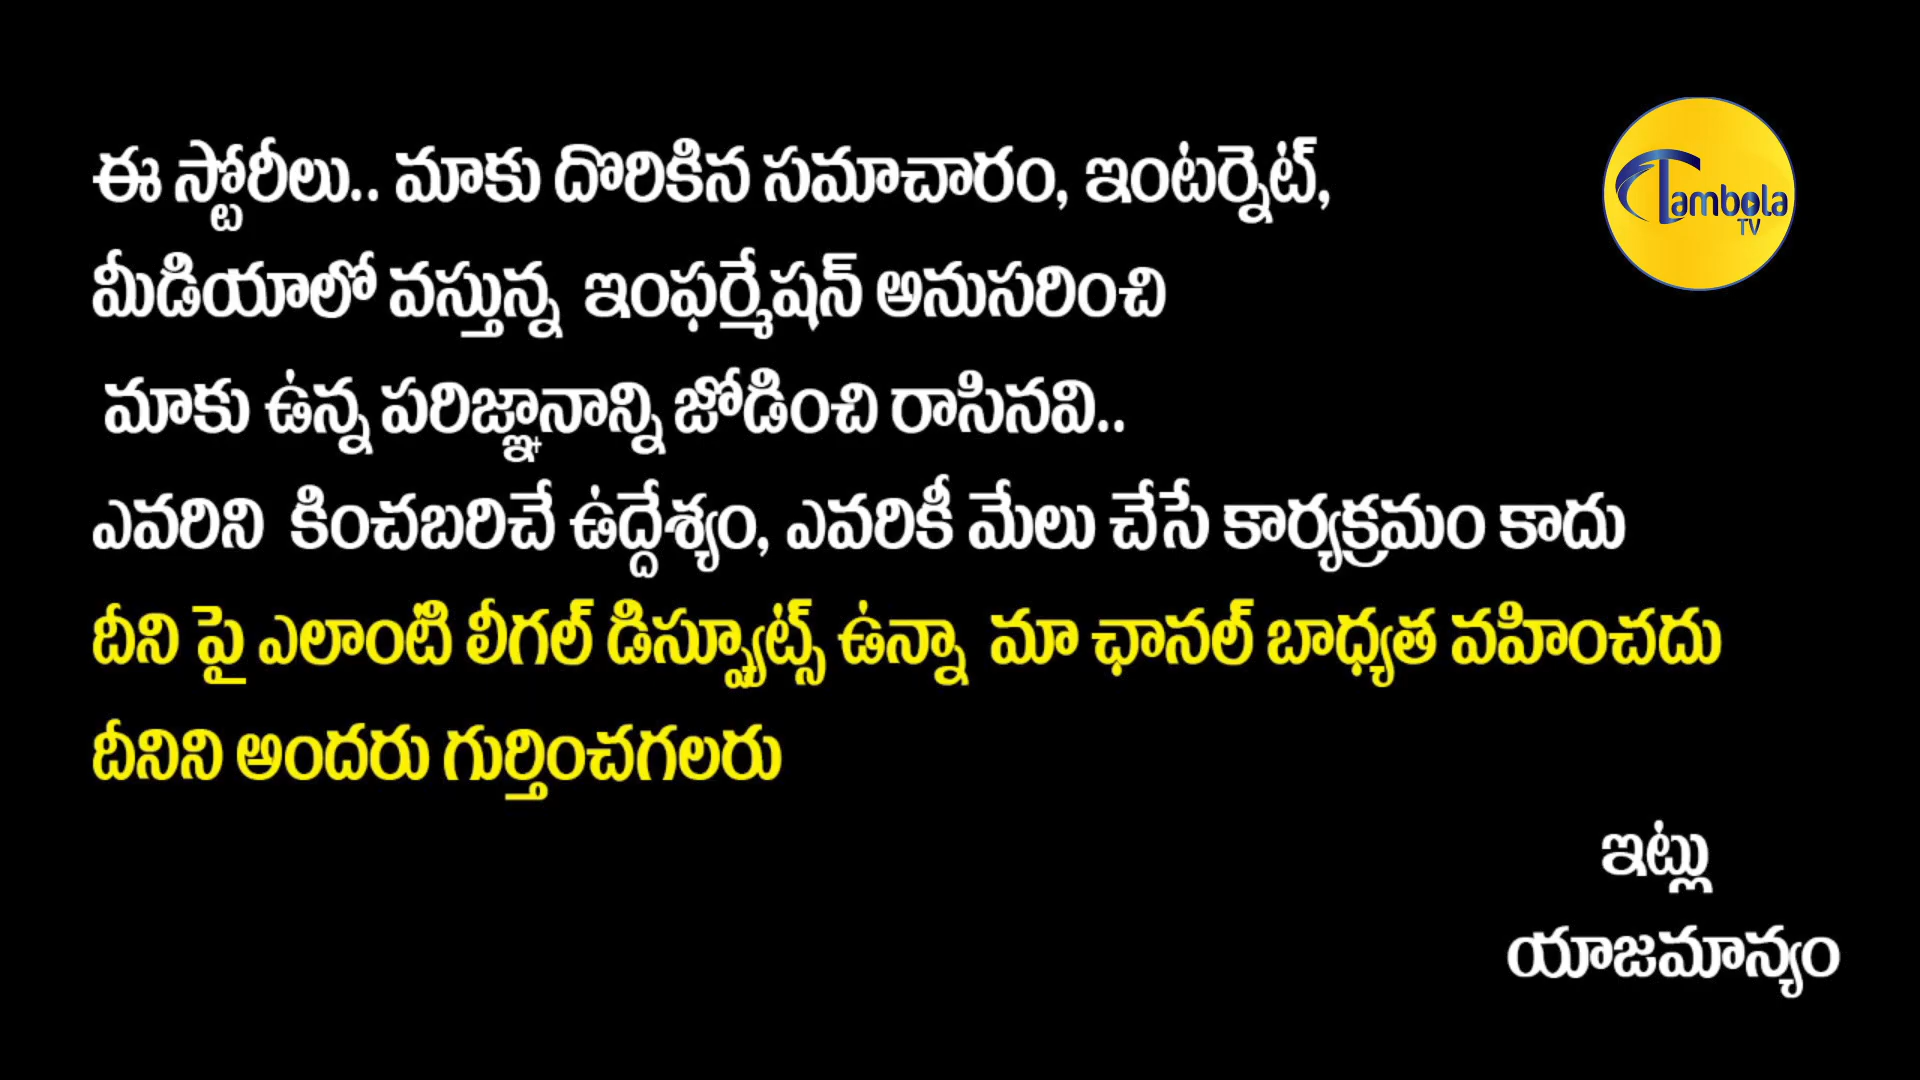 ఈ స్టోరీలు.. మాకు దొరికిన సమాచారం, ఇంటర్నెట్,
Tambola
TV
మీడియాలో వస్తున్న ఇంఫర్మేషన్ అనుసరించి
మాకు ఉన్న పరిజ్ఞానాన్ని జోడించి రాసినవి..
ఎవరిని కించబరిచే ఉద్దేశ్యం, ఎవరికీ మేలు చేసే కార్యక్రమం కాదు
దీని పై ఎలాంటి లీగల్ డిస్ప్యూట్స్ ఉన్నా మా ఛానల్ బాధ్యత వహించదు
దీనిని అందరు గుర్తించగలరు
ఇట్లు
యాజమాన్యం